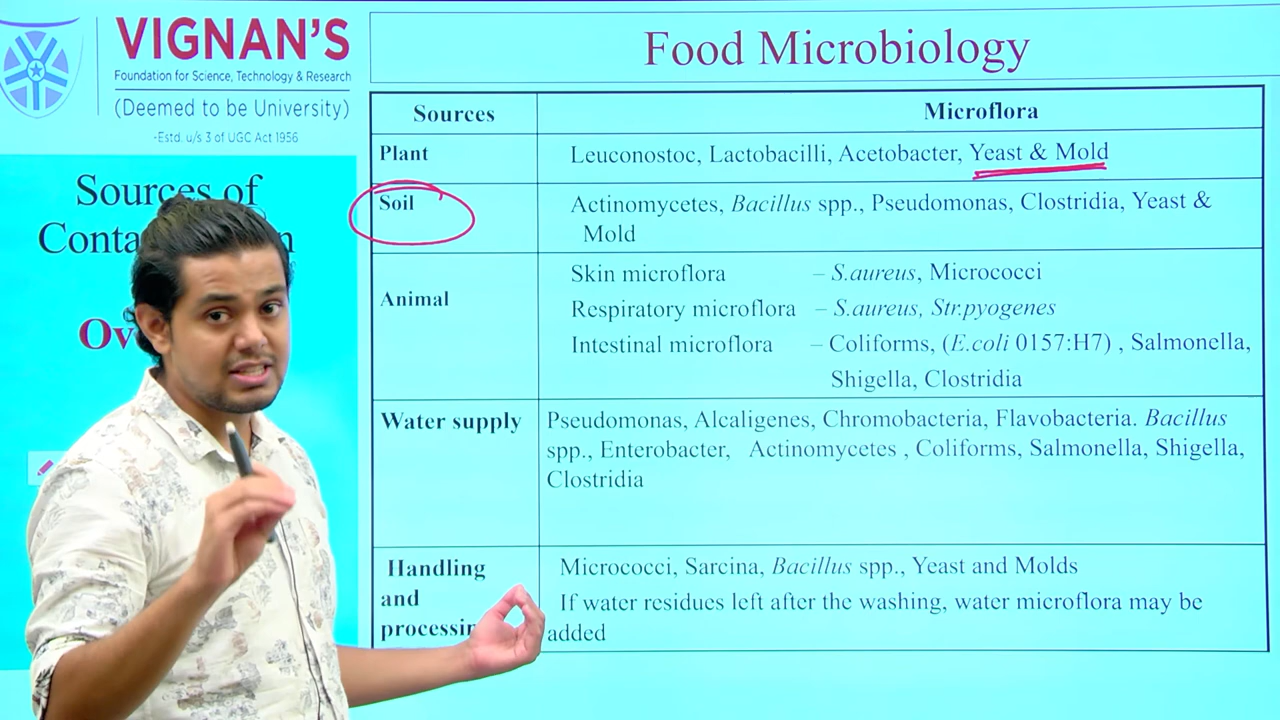 VIGNAN'S
Foundation for Science, Technology & Research
(Deemed to be University)
-Estd. u/s 3 of UGC Act 1956
Food Microbiology
Sources of
Sources Microflora
Plant Leuconostoc, Lactobacilli, Acetobacter, Yeast & Mold
Soil Actinomycetes, Bacillus spp., Pseudomonas, Clostridia, Yeast &
Mold
Animal
Skin microflora – S.aureus, Micrococci
Respiratory microflora – S.aureus, Str.pyogenes
Intestinal microflora – Coliforms, (E.coli 0157:H7) , Salmonella,
Shigella, Clostridia
Water supply Pseudomonas, Alcaligenes, Chromobacteria, Flavobacteria. Bacillus
spp., Enterobacter, Actinomycetes , Coliforms, Salmonella, Shigella,
Clostridia
Handling
and
Micrococci, Sarcina, Bacillus spp., Yeast and Molds
If water residues left after the washing, water microflora may be
added